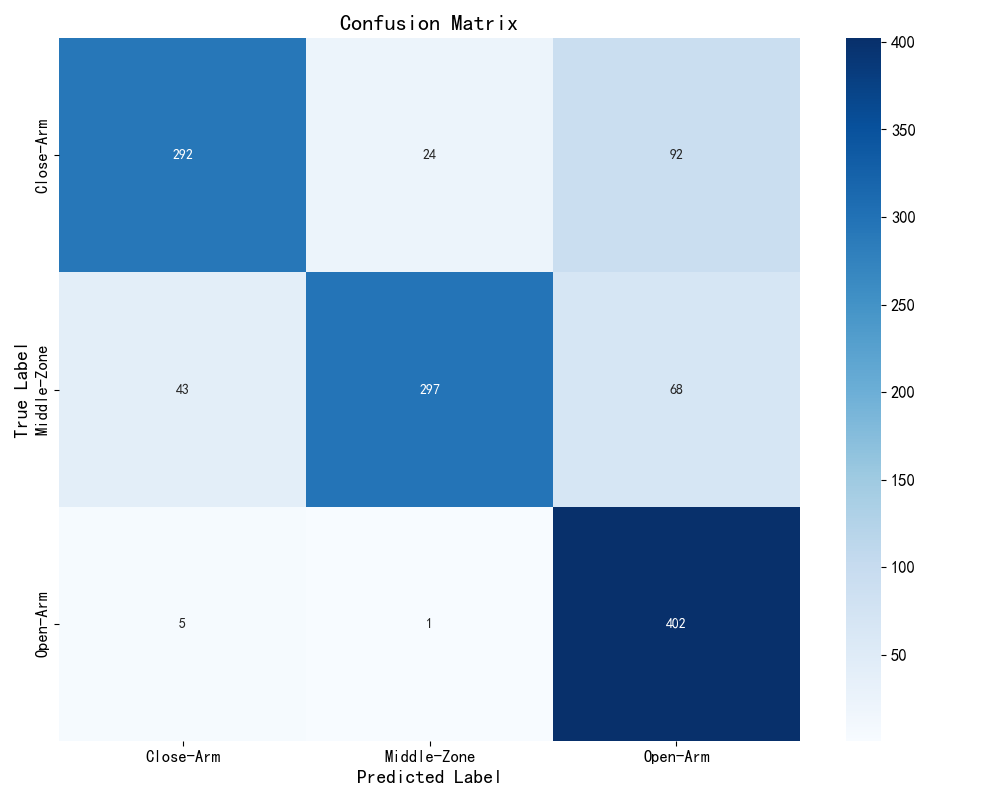 Confusion Matrix
True Label
Close-Arm
292
24
92
Middle-Zone
43
297
68
Open-Arm
5
1
402
Close-Arm
Middle-Zone
Open-Arm
Predicted Label
400
350
300
250
200
150
100
50